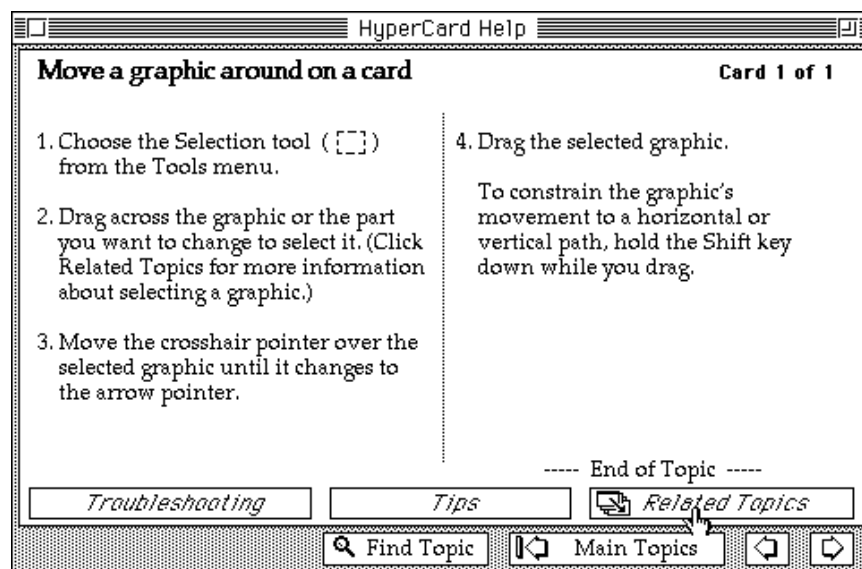 HyperCard Help
Move a graphic around on a card
Card 1 of 1
1. Choose the Selection tool ( )
from the Tools menu.
2. Drag across the graphic or the part
you want to change to select it. (Click
Related Topics for more information
about selecting a graphic.)
3. Move the crosshair pointer over the
selected graphic until it changes to
the arrow pointer.
4. Drag the selected graphic.
To constrain the graphic's
movement to a horizontal or
vertical path, hold the Shift key
down while you drag.
----- End of Topic -----
Troubleshooting
Tips
Related Topics
Find Topic
Main Topics